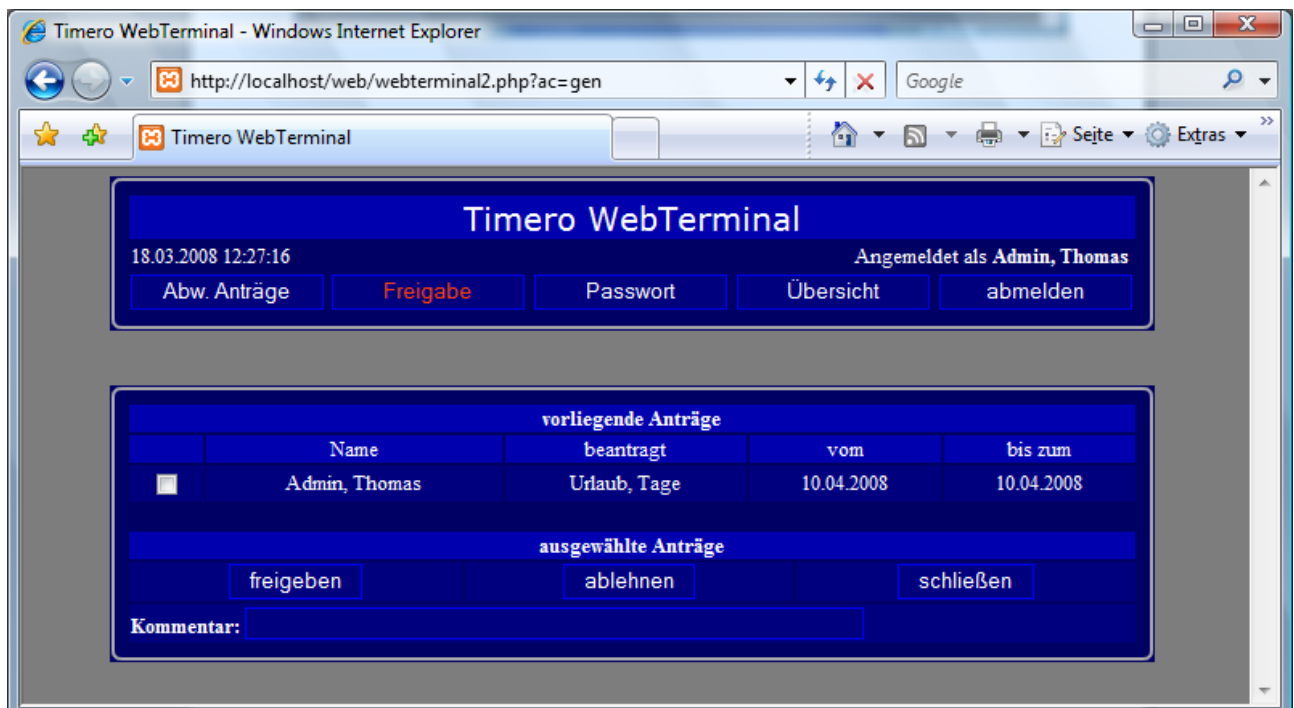 Timero WebTerminal - Windows Internet Explorer
http://localhost/web/webterminal2.php?ac=gen
Google
Timero WebTerminal
Seite
Extras
Timero WebTerminal
18.03.2008 12:27:16 Angemeldet als Admin, Thomas
Abw. Anträge Freigabe Passwort Übersicht abmelden
vorliegende Anträge
Name beantragt vom bis zum
Admin, Thomas Urlaub, Tage 10.04.2008 10.04.2008
ausgewählte Anträge
freigeben ablehnen schließen
Kommentar: